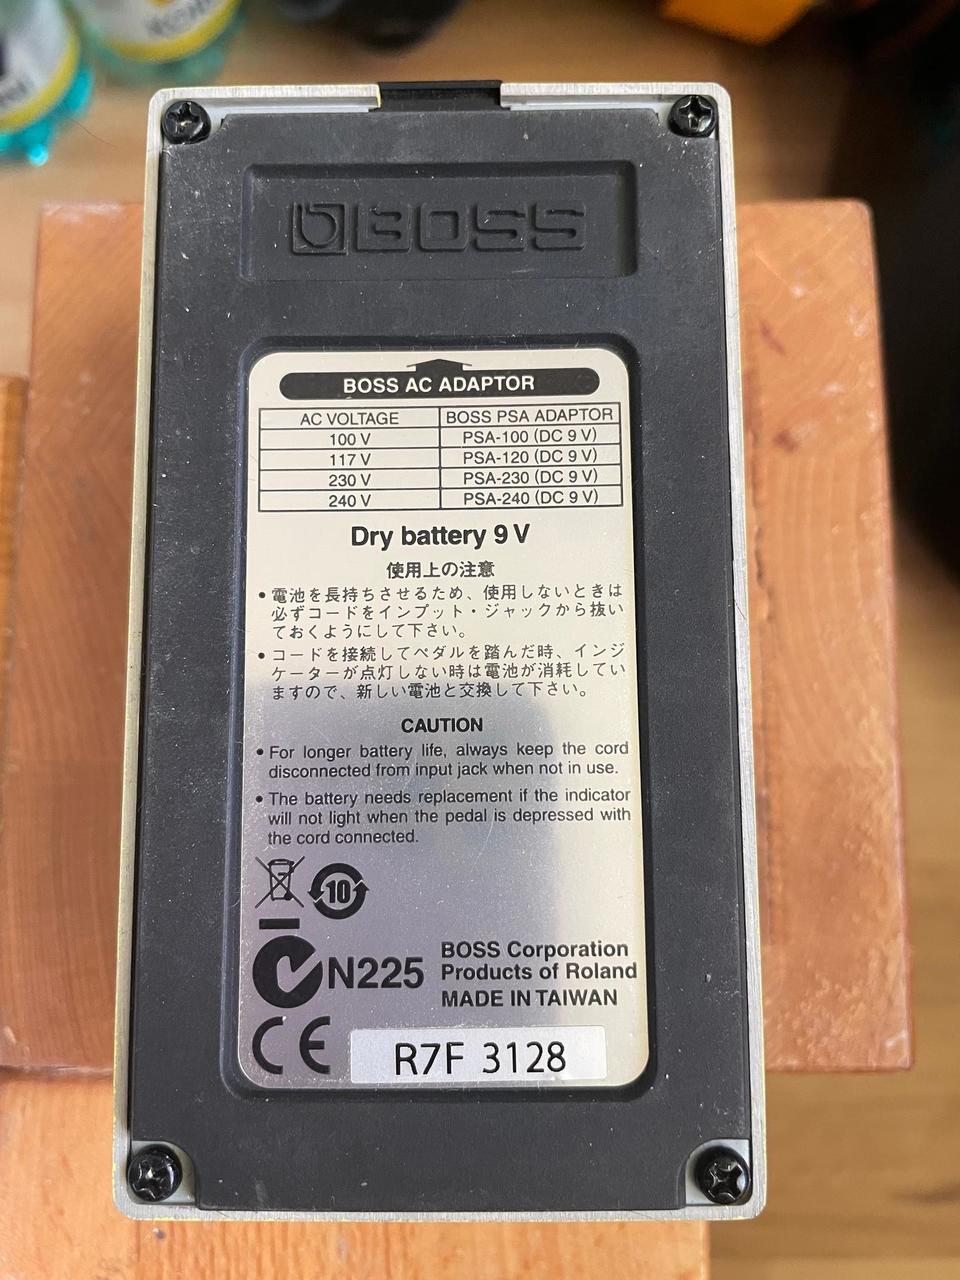 BOSS
BOSS AC ADAPTOR
AC VOLTAGE BOSS PSA ADAPTOR
100 V PSA-100 (DC 9 V)
117 V PSA-120 (DC 9 V)
230 V PSA-230 (DC 9 V)
240 V PSA-240 (DC 9 V)
Dry battery 9 V
使用上の注意
• 電池を長持ちさせるため、使用しないときは
必ずコードをインプット・ジャックから抜い
ておくようにして下さい。
• コードを接続してペダルを踏んだ時、インジ
ケーターが点灯しない時は電池が消耗してい
ますので、新しい電池と交換して下さい。
CAUTION
• For longer battery life, always keep the cord
disconnected from input jack when not in use.
• The battery needs replacement if the indicator
will not light when the pedal is depressed with
the cord connected.
10
N225
BOSS Corporation
Products of Roland
MADE IN TAIWAN
CE
R7F 3128